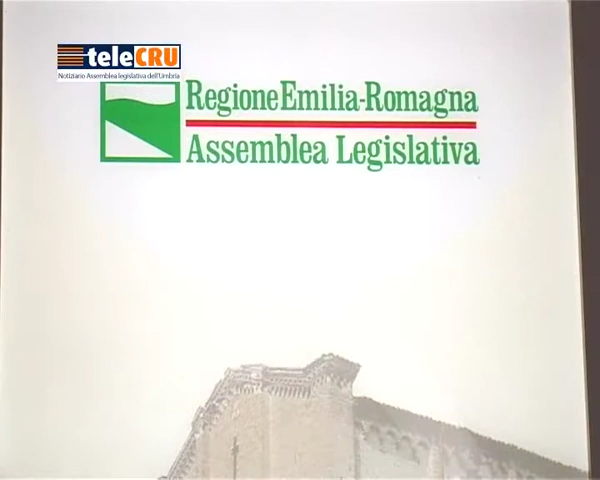 teleCRU
Notiziario Assemblea legislativa dell'Umbria
RegioneEmilia-Romagna
Assemblea Legislativa